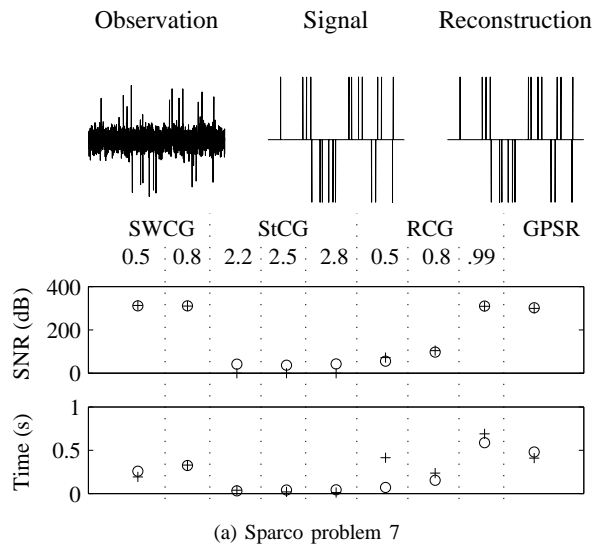 Observation Signal Reconstruction
SWCG StCG RCG GPSR
0.5 0.8 2.2 2.5 2.8 0.5 0.8 .99
400
200
0
SNR (dB)
1
0.5
0
Time (s)
(a) Sparco problem 7